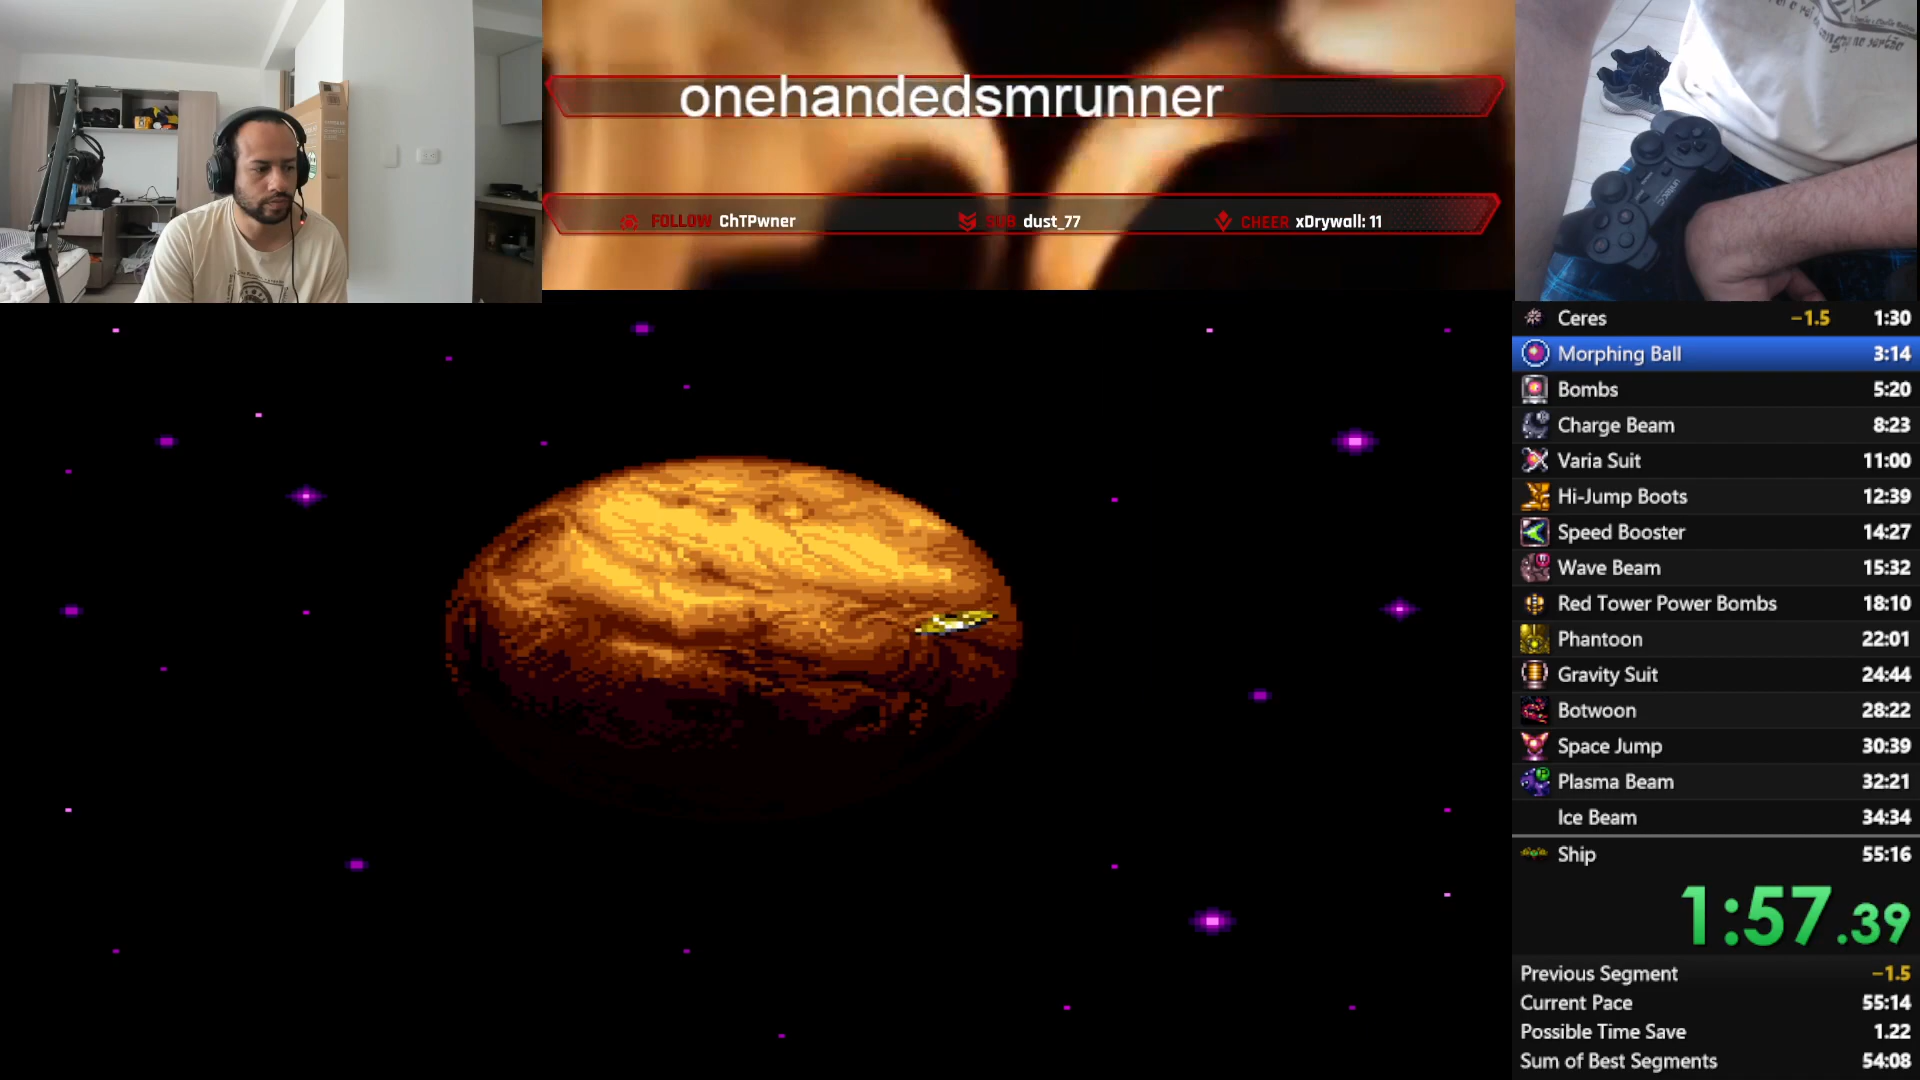 onehandedsmrunner
FOLLOW ChTPwner
SUB dust_77
CHEER xDrywall: 11
Ceres −1.5 1:30
Morphing Ball 3:14
Bombs 5:20
Charge Beam 8:23
Varia Suit 11:00
Hi-Jump Boots 12:39
Speed Booster 14:27
Wave Beam 15:32
Red Tower Power Bombs 18:10
Phantoon 22:01
Gravity Suit 24:44
Botwoon 28:22
Space Jump 30:39
Plasma Beam 32:21
Ice Beam 34:34
Ship 55:16
1:57.39
Previous Segment −1.5
Current Pace 55:14
Possible Time Save 1.22
Sum of Best Segments 54:08